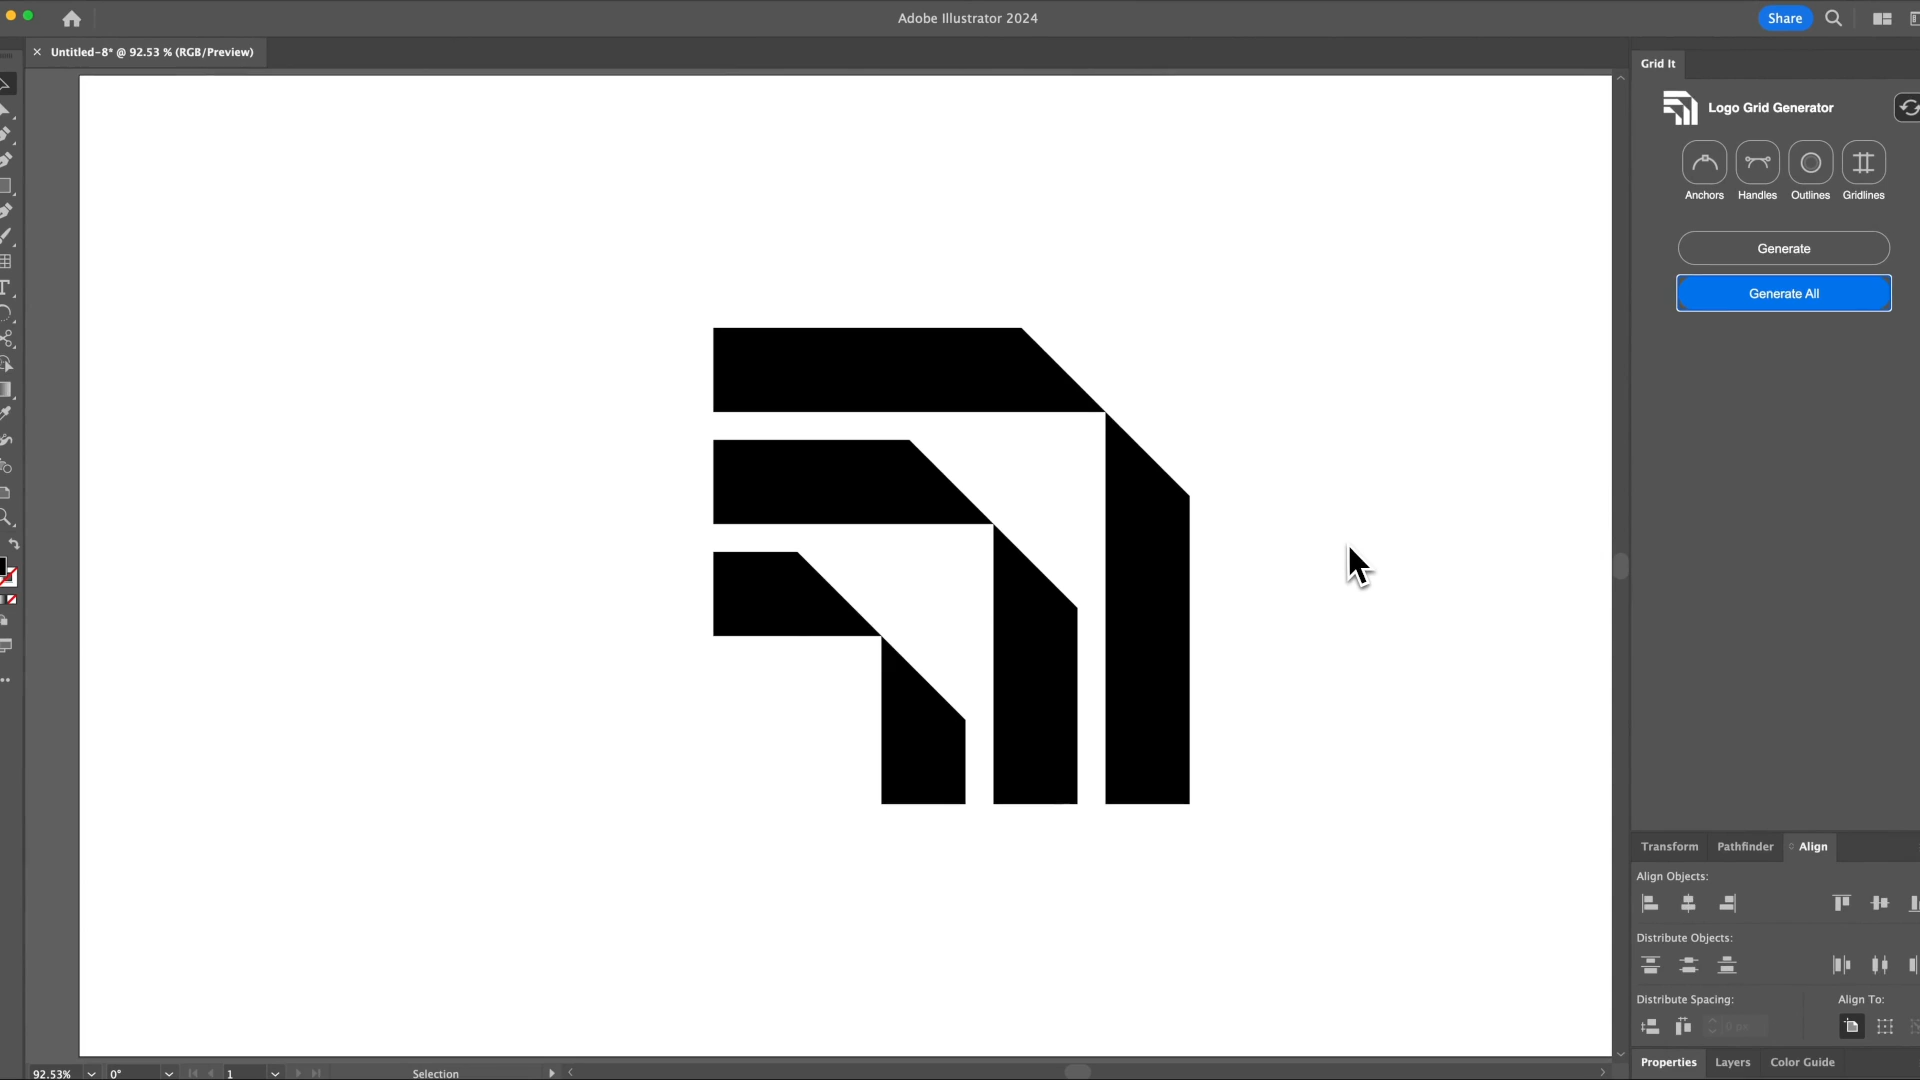 Adobe Illustrator 2024
Share
Untitled-8* @ 92.53 % (RGB/Preview)
Grid It
Logo Grid Generator
Anchors Handles Outlines Gridlines
Generate
Generate All
Transform Pathfinder Align
Align Objects:
Distribute Objects:
Distribute Spacing: Align To:
0 px
Properties Layers Color Guide
92.53% 0° 1 Selection